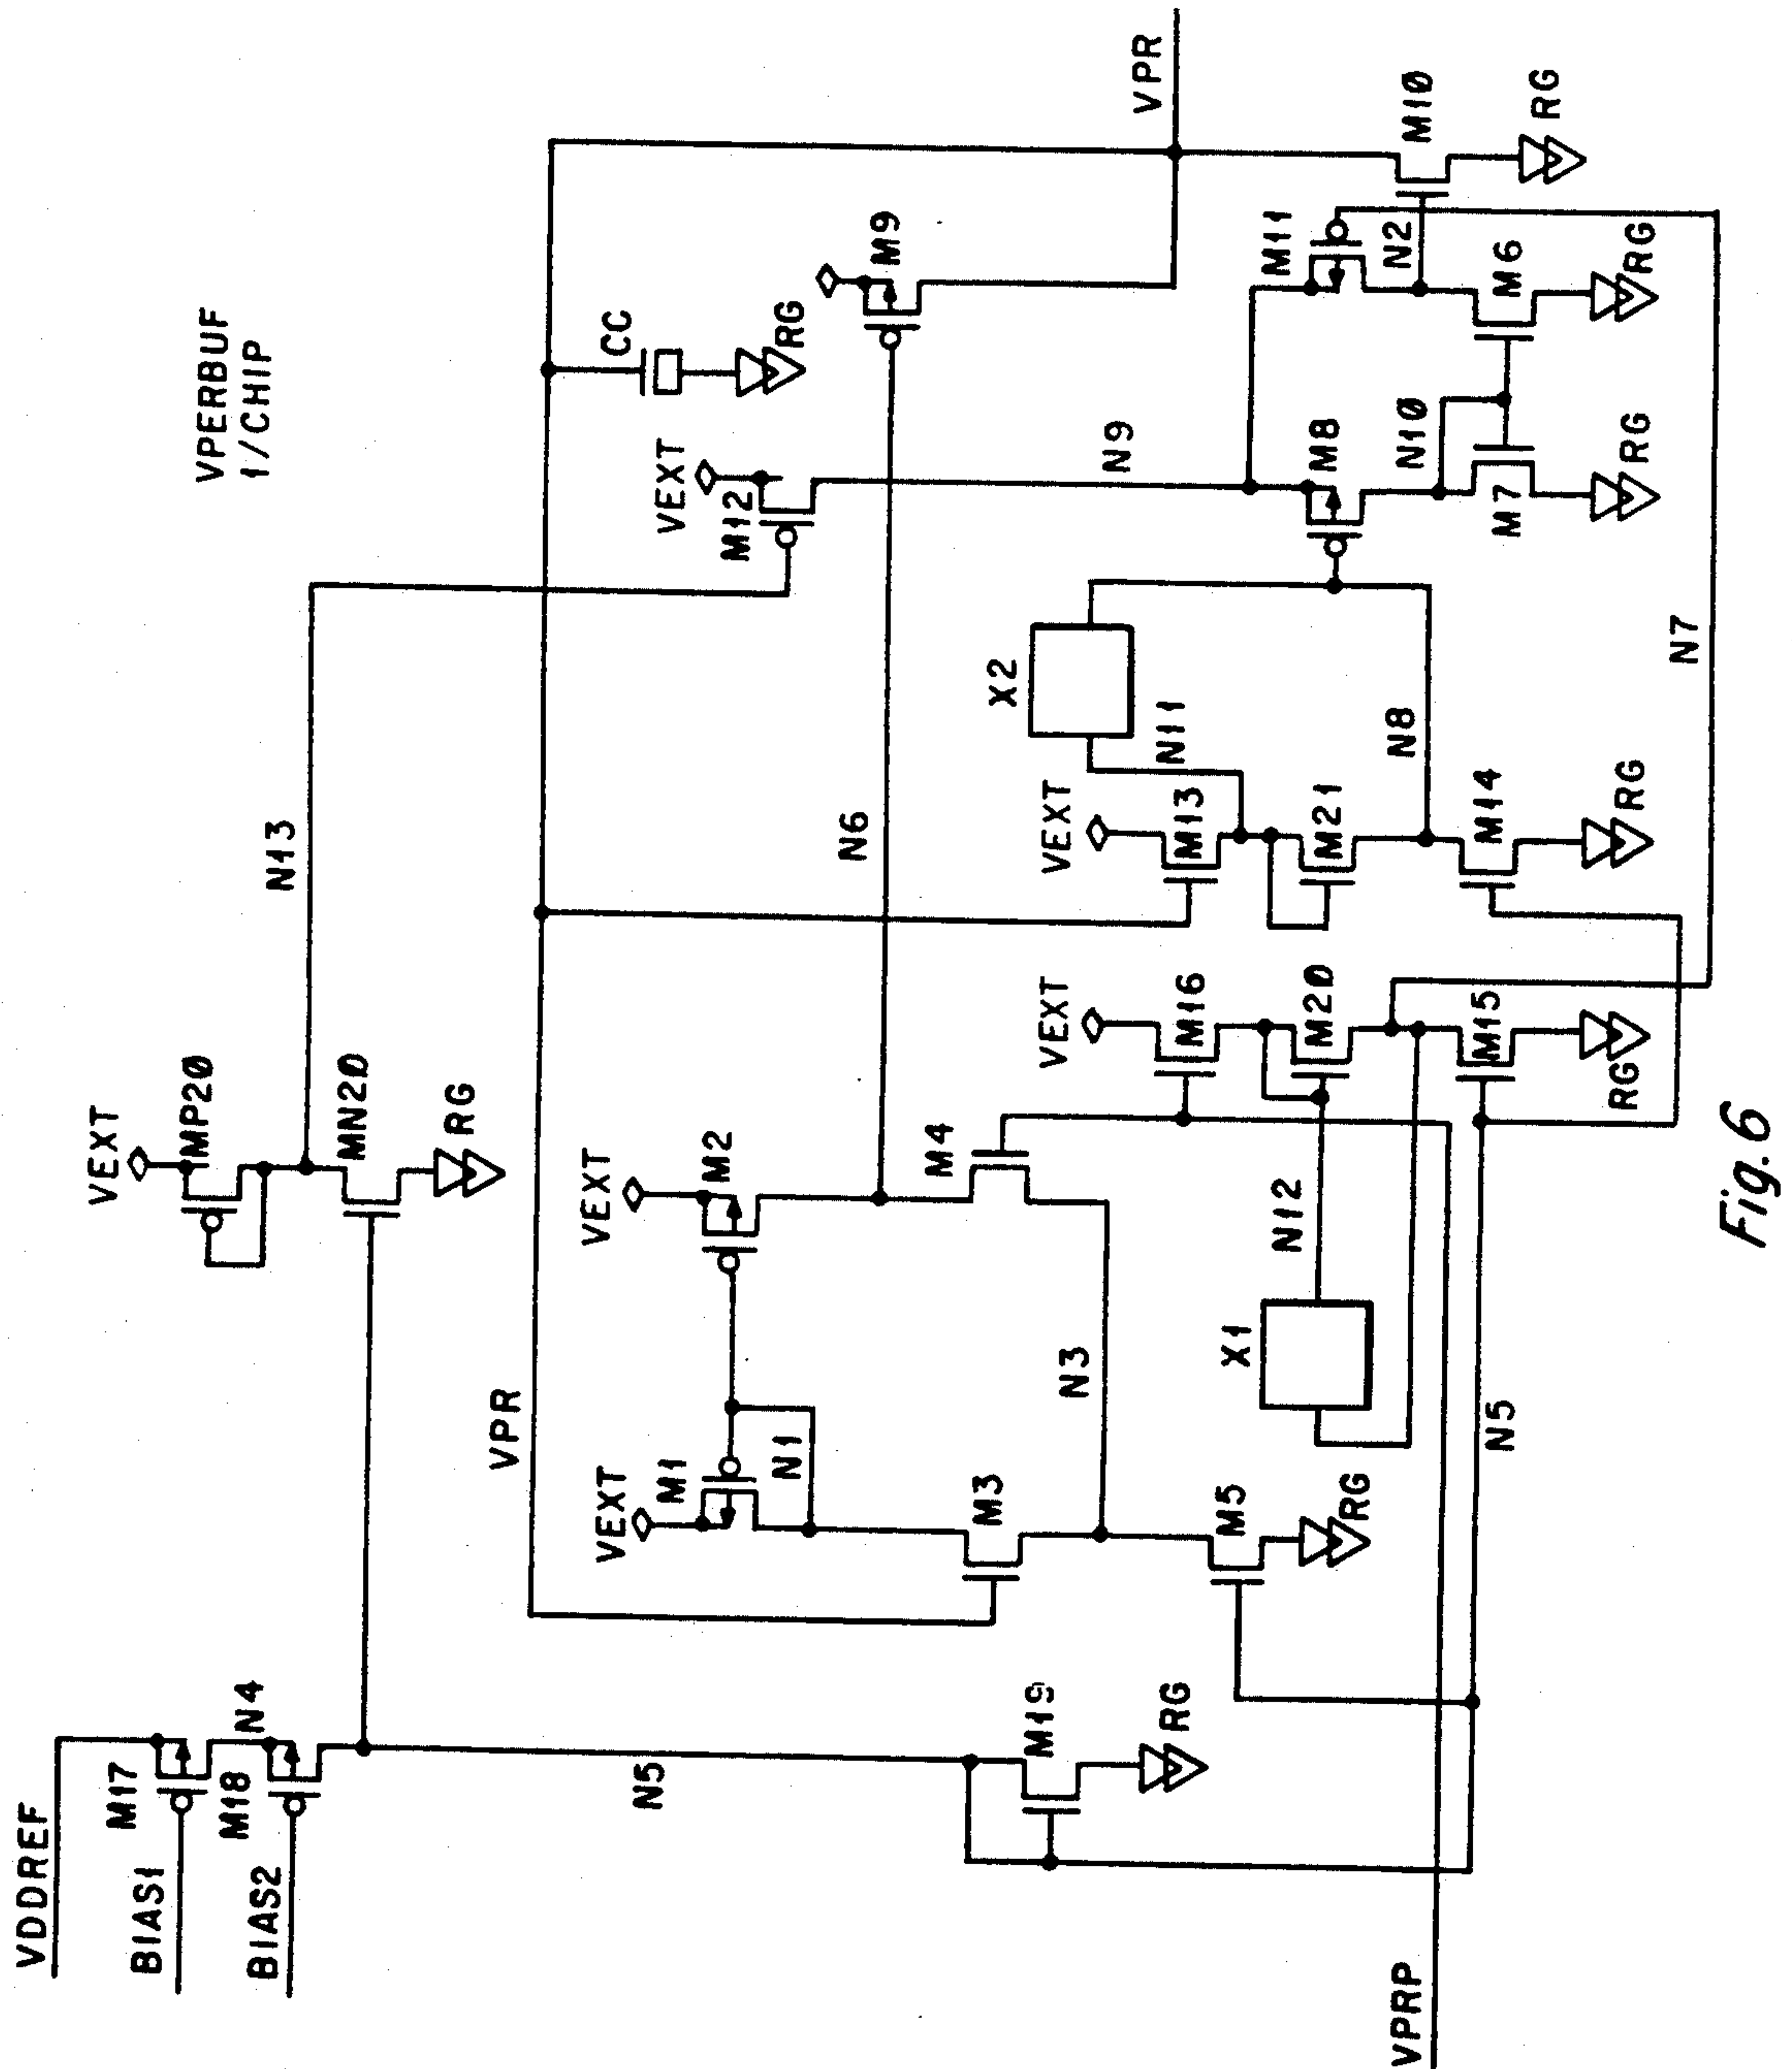 VPERBUF
1/CHIP
VDDREF
BIAS1
BIAS2
M17
N4
M18
N5
M19
RG
VPRP
VEXT
MP20
N13
MN20
RG
VPR
VEXT
M1
N1
VEXT
M2
M3
M4
N3
M5
RG
N6
X1
N12
N5
VEXT
M16
M20
M15
RG
VEXT
M13
N11
M21
N8
M14
RG
X2
VEXT
M12
N9
CC
RG
M9
M8
N10
M7
RG
M11
N2
M6
RG
N7
VPR
M10
RG
Fig. 6